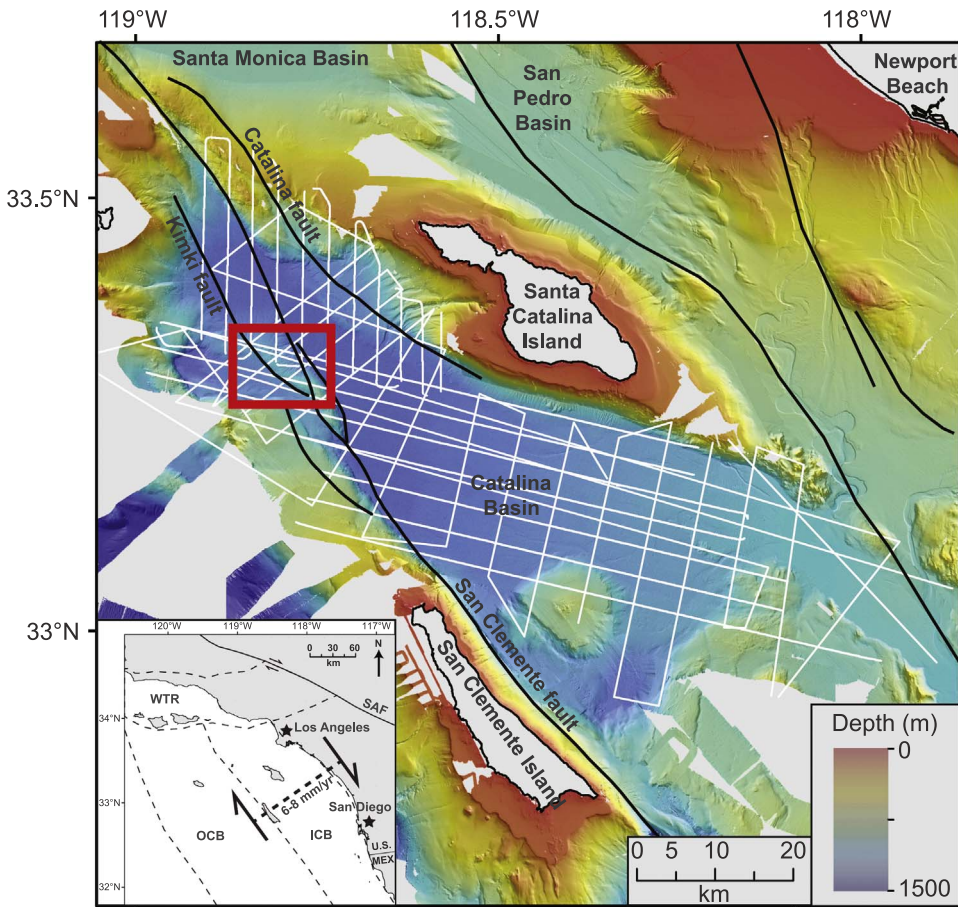 119°W
118.5°W
118°W
Santa Monica Basin
San
Pedro
Basin
Newport
Beach
33.5°N
Catalina fault
Kimki fault
Santa
Catalina
Island
Catalina
Basin
33°N
San Clemente fault
San Clemente Island
120°W
119°W
118°W
117°W
0 30 60
km
N
WTR
SAF
34°N
Los Angeles
33°N
6-8 mm/yr
San Diego
OCB
ICB
U.S.
MEX
32°N
0 5 10 20
km
Depth (m)
0
1500